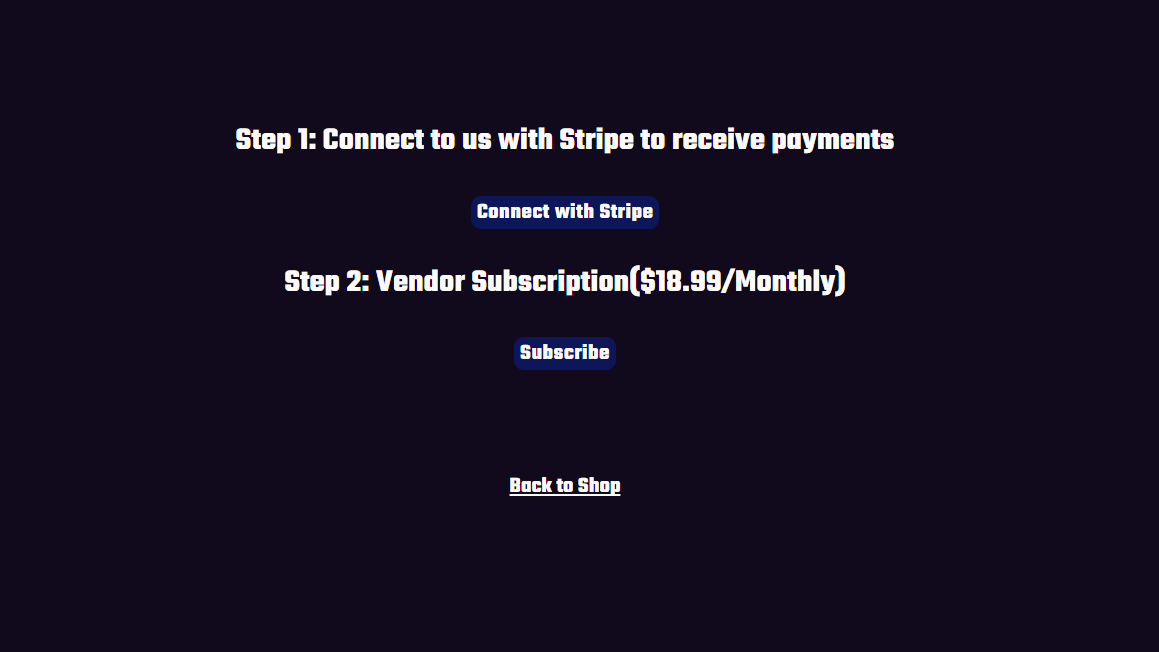 Step 1: Connect to us with Stripe to receive payments
Connect with Stripe
Step 2: Vendor Subscription($18.99/Monthly)
Subscribe
Back to Shop